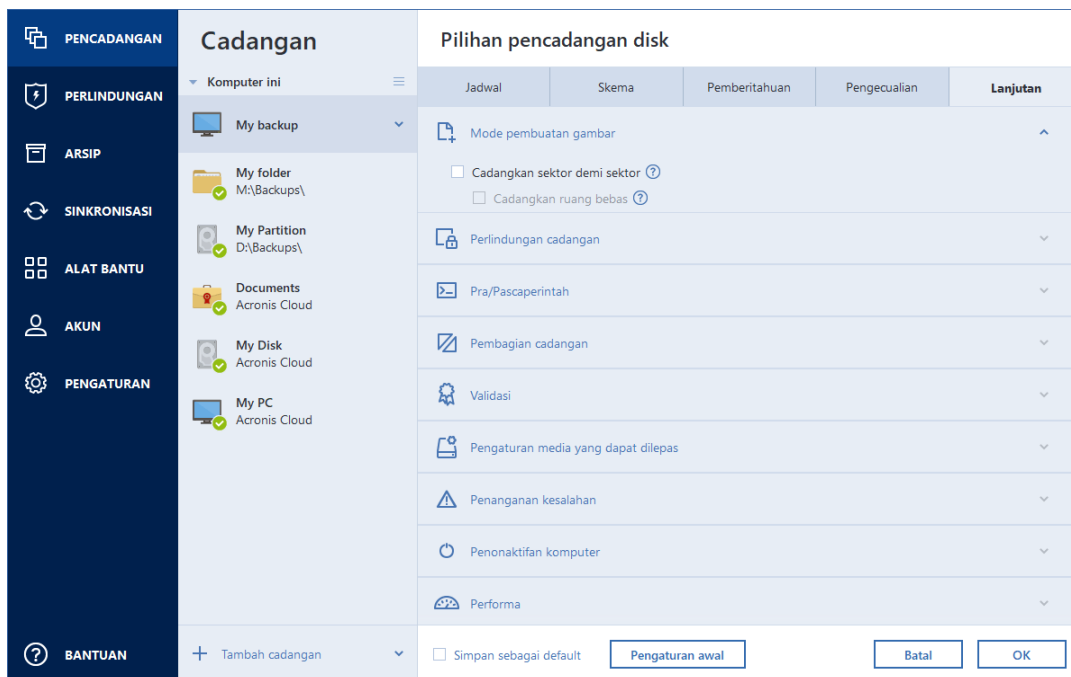 PENCADANGAN
PERLINDUNGAN
ARSIP
SINKRONISASI
ALAT BANTU
AKUN
PENGATURAN
BANTUAN
Cadangan
Komputer ini
My backup
My folder
M:\Backups\
My Partition
D:\Backups\
Documents
Acronis Cloud
My Disk
Acronis Cloud
My PC
Acronis Cloud
Tambah cadangan
Pilihan pencadangan disk
Jadwal
Skema
Pemberitahuan
Pengecualian
Lanjutan
Mode pembuatan gambar
Cadangkan sektor demi sektor ?
Cadangkan ruang bebas ?
Perlindungan cadangan
Pra/Pascaperintah
Pembagian cadangan
Validasi
Pengaturan media yang dapat dilepas
Penanganan kesalahan
Penonaktifan komputer
Performa
Simpan sebagai default
Pengaturan awal
Batal
OK